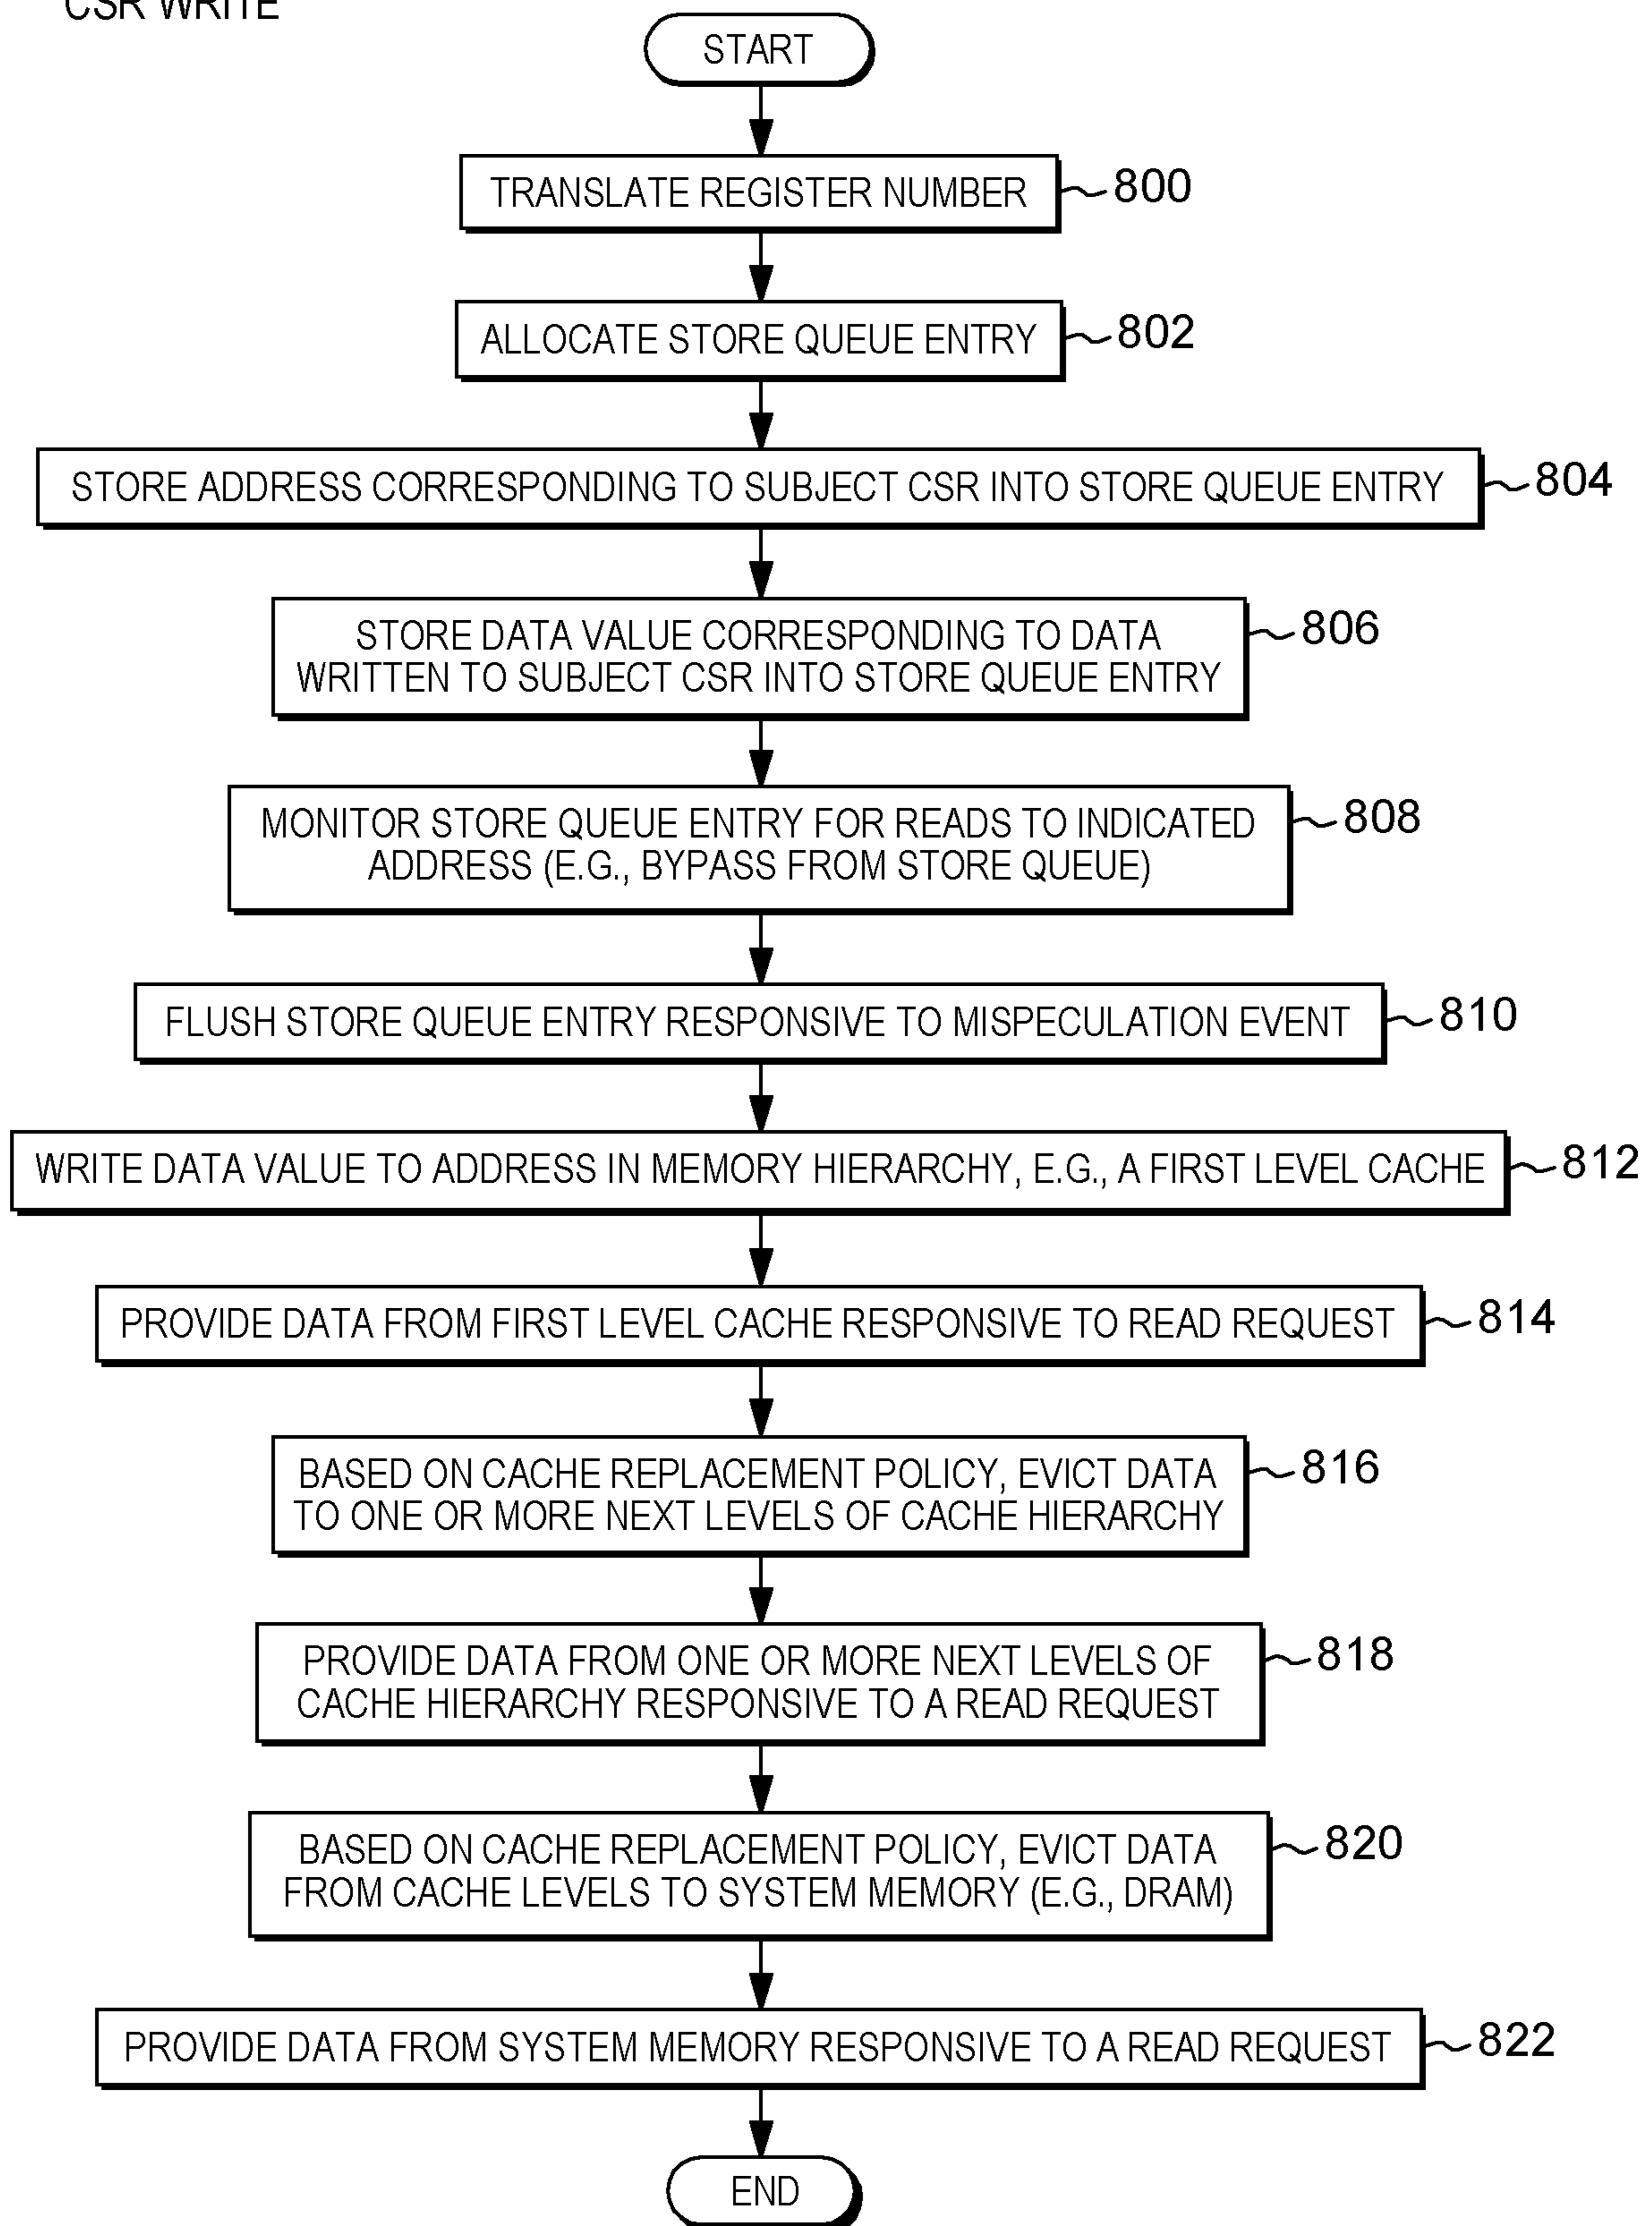 CSR WRITE
START
TRANSLATE REGISTER NUMBER
800
ALLOCATE STORE QUEUE ENTRY
802
STORE ADDRESS CORRESPONDING TO SUBJECT CSR INTO STORE QUEUE ENTRY
804
STORE DATA VALUE CORRESPONDING TO DATA
WRITTEN TO SUBJECT CSR INTO STORE QUEUE ENTRY
806
MONITOR STORE QUEUE ENTRY FOR READS TO INDICATED
ADDRESS (E.G., BYPASS FROM STORE QUEUE)
808
FLUSH STORE QUEUE ENTRY RESPONSIVE TO MISPECULATION EVENT
810
WRITE DATA VALUE TO ADDRESS IN MEMORY HIERARCHY, E.G., A FIRST LEVEL CACHE
812
PROVIDE DATA FROM FIRST LEVEL CACHE RESPONSIVE TO READ REQUEST
814
BASED ON CACHE REPLACEMENT POLICY, EVICT DATA
TO ONE OR MORE NEXT LEVELS OF CACHE HIERARCHY
816
PROVIDE DATA FROM ONE OR MORE NEXT LEVELS OF
CACHE HIERARCHY RESPONSIVE TO A READ REQUEST
818
BASED ON CACHE REPLACEMENT POLICY, EVICT DATA
FROM CACHE LEVELS TO SYSTEM MEMORY (E.G., DRAM)
820
PROVIDE DATA FROM SYSTEM MEMORY RESPONSIVE TO A READ REQUEST
822
END